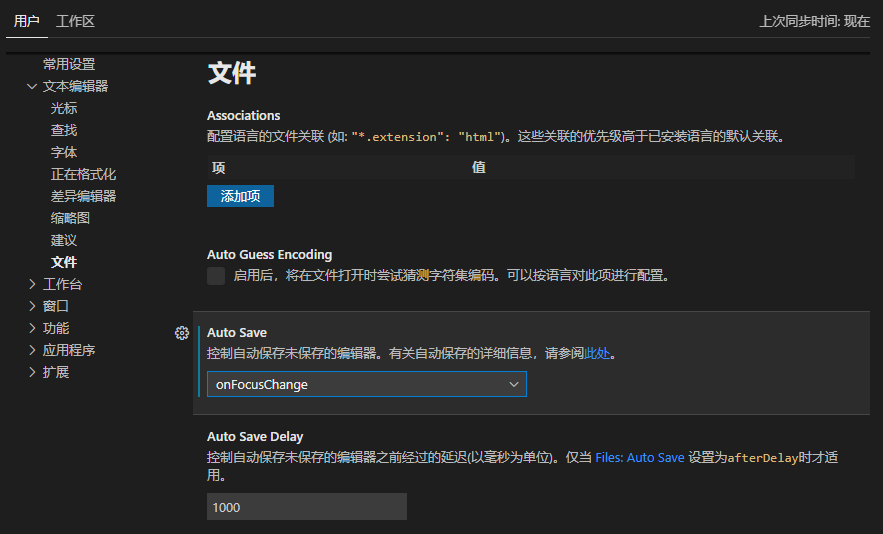 用户 工作区 上次同步时间: 现在
常用设置
文本编辑器
光标
查找
字体
正在格式化
差异编辑器
缩略图
建议
文件
工作台
窗口
功能
应用程序
扩展
文件
Associations
配置语言的文件关联 (如: "*.extension": "html")。这些关联的优先级高于已安装语言的默认关联。
项 值
添加项
Auto Guess Encoding
启用后，将在文件打开时尝试猜测字符集编码。可以按语言对此项进行配置。
Auto Save
控制自动保存未保存的编辑器。有关自动保存的详细信息，请参阅此处。
onFocusChange
Auto Save Delay
控制自动保存未保存的编辑器之前经过的延迟(以毫秒为单位)。仅当 Files: Auto Save 设置为afterDelay时才适
用。
1000